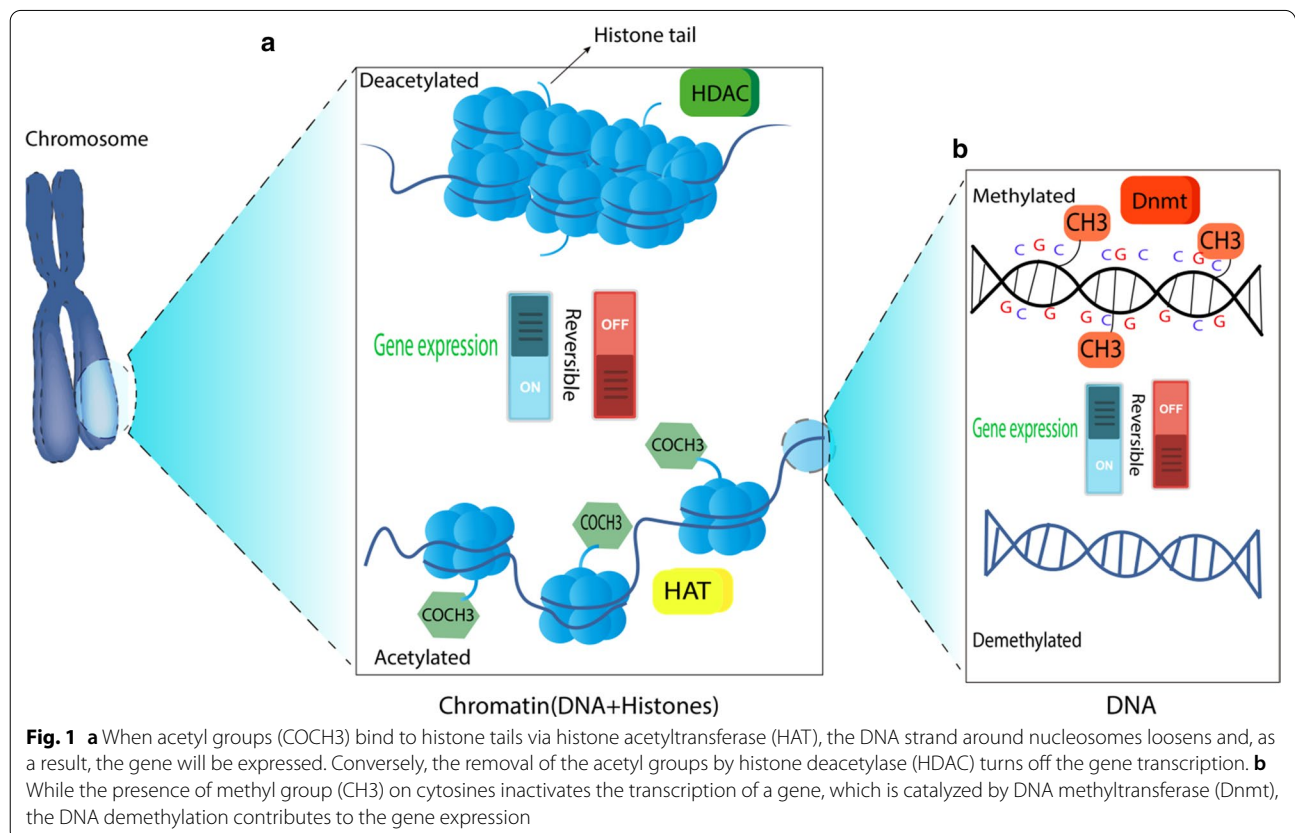 a
Histone tail
Deacetylated
HDAC
Chromosome
Gene expression
ON
Reversible
OFF
COCH3
COCH3
COCH3
HAT
Acetylated
Chromatin(DNA+Histones)
b
Methylated
Dnmt
CH3
CH3
C G C C G C C G C
G C G G C G G C G
CH3
Gene expression
ON
Reversible
OFF
Demethylated
DNA
Fig. 1 a When acetyl groups (COCH3) bind to histone tails via histone acetyltransferase (HAT), the DNA strand around nucleosomes loosens and, as
a result, the gene will be expressed. Conversely, the removal of the acetyl groups by histone deacetylase (HDAC) turns off the gene transcription. b
While the presence of methyl group (CH3) on cytosines inactivates the transcription of a gene, which is catalyzed by DNA methyltransferase (Dnmt),
the DNA demethylation contributes to the gene expression